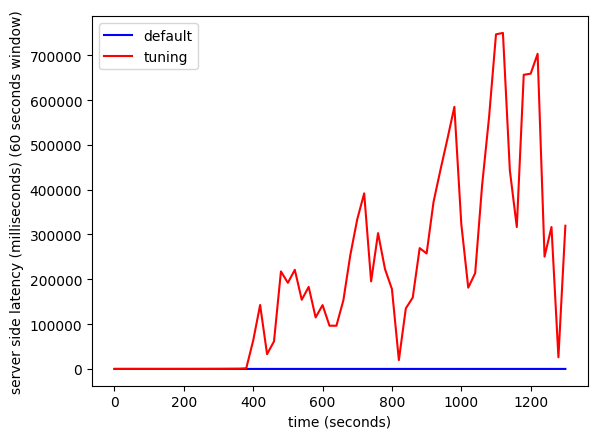 default
tuning
700000
600000
500000
400000
300000
200000
100000
0
server side latency (milliseconds) (60 seconds window)
0 200 400 600 800 1000 1200
time (seconds)